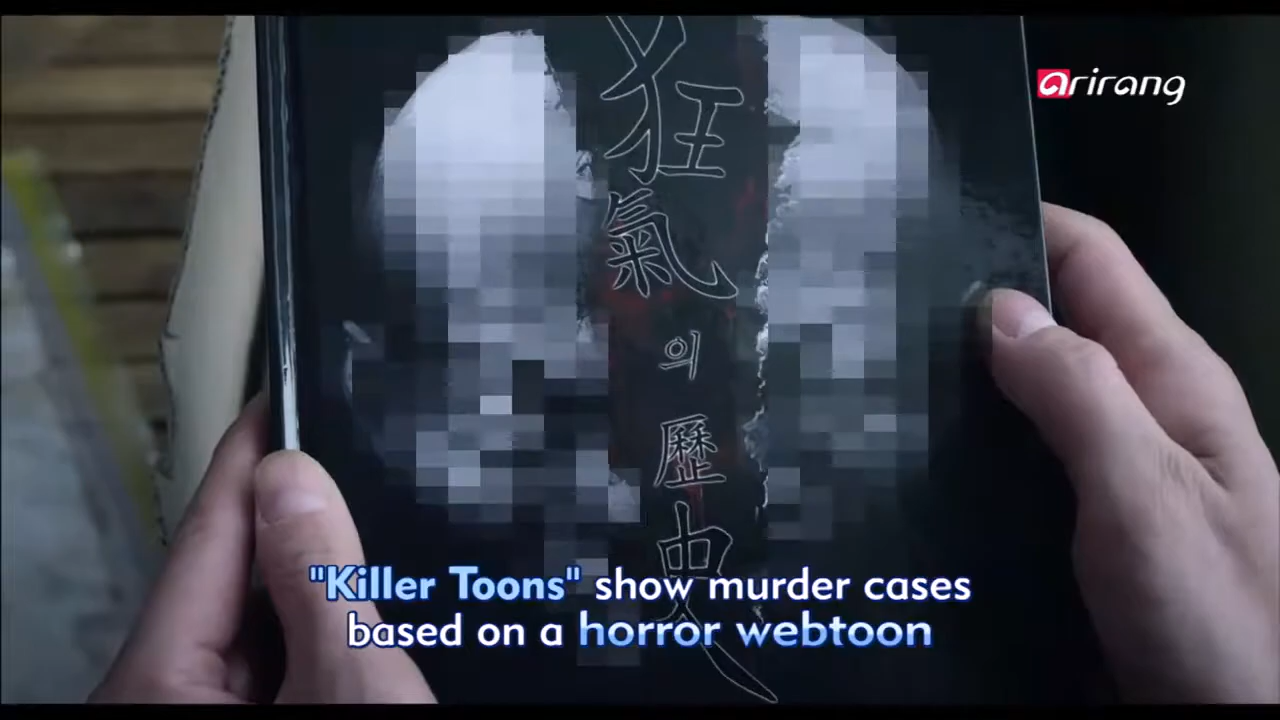 arirang
狂
氣
의
歷
史
"Killer Toons" show murder cases
based on a horror webtoon